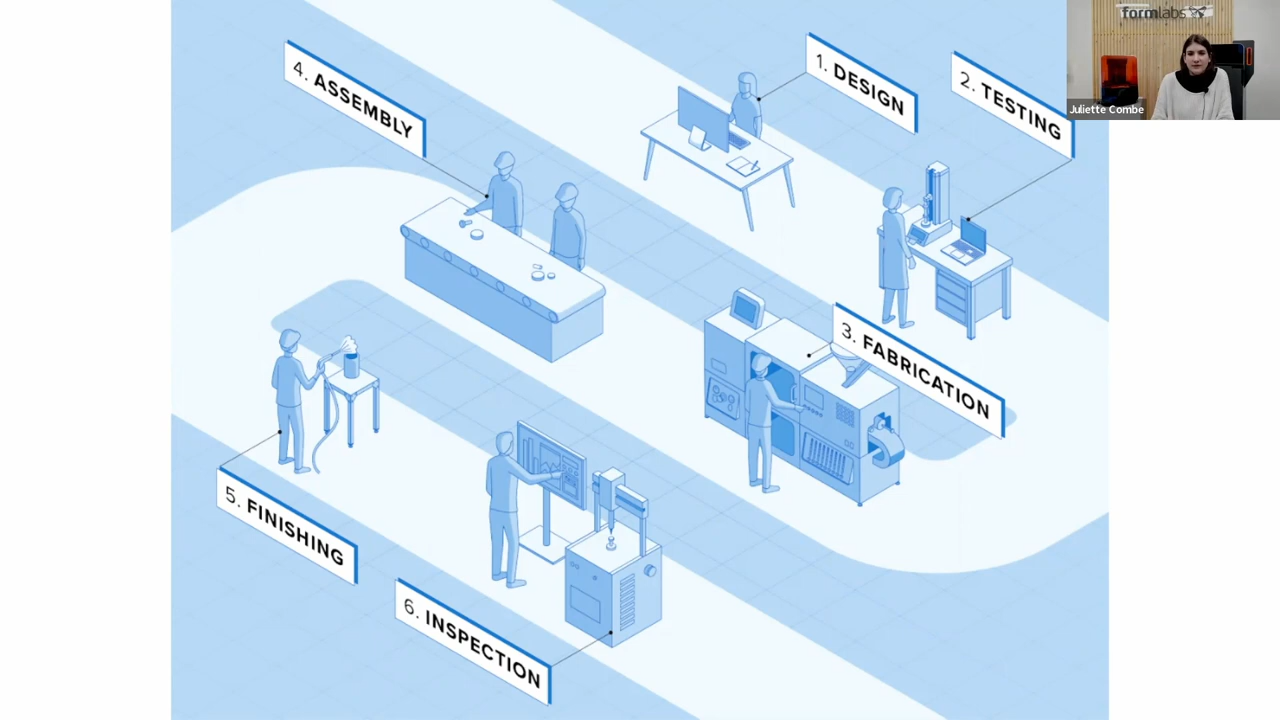 formlabs
Juliette Combe
1. DESIGN
2. TESTING
3. FABRICATION
4. ASSEMBLY
5. FINISHING
6. INSPECTION